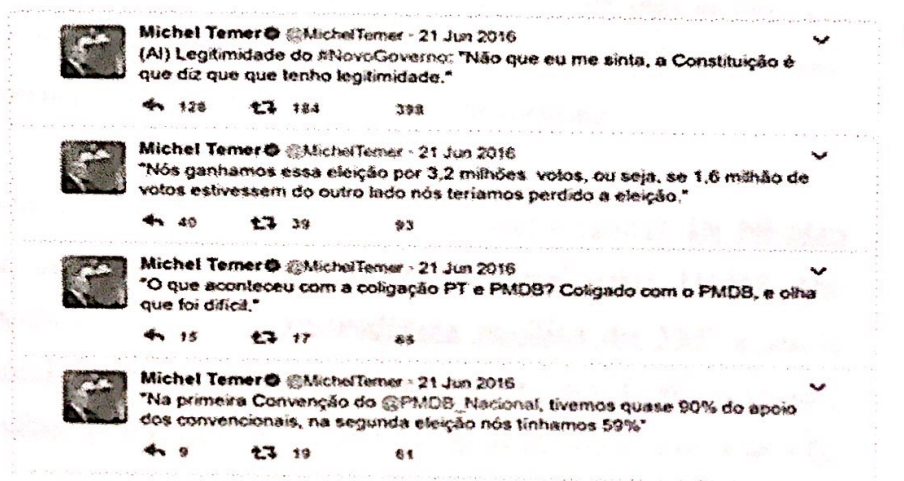 Michel Temer @MichelTemer - 21 Jun 2016
(AI) Legitimidade do #NovoGoverno: "Não que eu me sinta, a Constituição é
que diz que que tenho legitimidade."
128 184 398
Michel Temer @MichelTemer - 21 Jun 2016
"Nós ganhamos essa eleição por 3,2 milhões votos, ou seja, se 1,6 milhão de
votos estivessem do outro lado nós teriamos perdido a eleição."
40 39 93
Michel Temer @MichelTemer - 21 Jun 2016
"O que aconteceu com a coligação PT e PMDB? Coligado com o PMDB, e olha
que foi difícil."
15 17
Michel Temer @MichelTemer - 21 Jun 2016
"Na primeira Convenção do @PMDB_Nacional, tivemos quase 90% do apoio
dos convencionais, na segunda eleição nós tínhamos 59%"
9 19 61